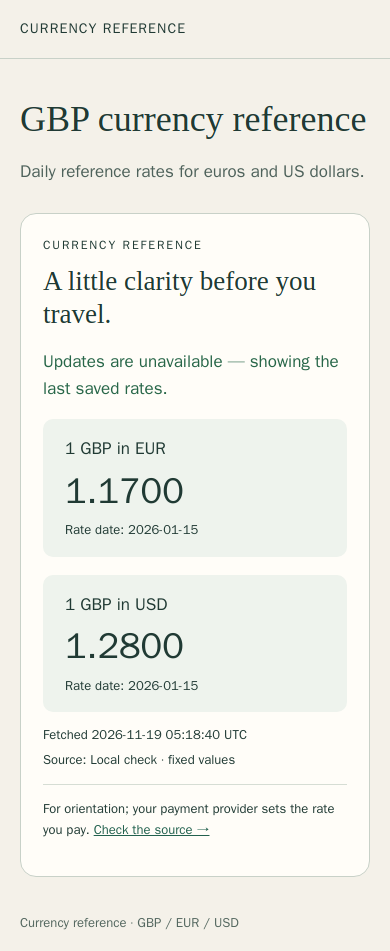 CURRENCY REFERENCE
GBP currency reference
Daily reference rates for euros and US dollars.
CURRENCY REFERENCE
A little clarity before you
travel.
Updates are unavailable — showing the
last saved rates.
1 GBP in EUR
1.1700
Rate date: 2026-01-15
1 GBP in USD
1.2800
Rate date: 2026-01-15
Fetched 2026-11-19 05:18:40 UTC
Source: Local check · fixed values
For orientation; your payment provider sets the rate
you pay. Check the source →
Currency reference · GBP / EUR / USD